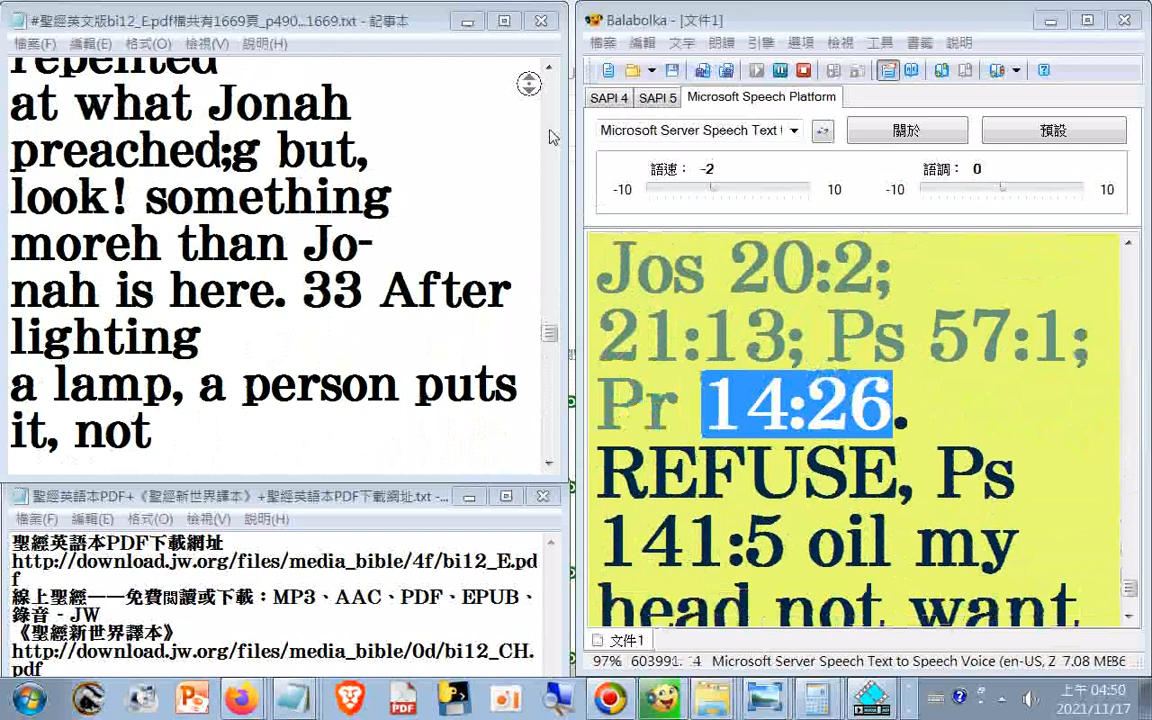 #聖經英文版bi12_E.pdf檔共有1669頁_p490...1669.txt - 記事本
檔案(F) 編輯(E) 格式(O) 檢視(V) 說明(H)
repented
at what Jonah
preached;g but,
look! something
moreh than Jo-
nah is here. 33 After
lighting
a lamp, a person puts
it, not
聖經英語本PDF+《聖經新世界譯本》+聖經英語本PDF下載網址.txt -...
檔案(F) 編輯(E) 格式(O) 檢視(V) 說明(H)
聖經英語本PDF下載網址
http://download.jw.org/files/media_bible/4f/bi12_E.pd
f
線上聖經——免費閱讀或下載：MP3、AAC、PDF、EPUB、
錄音 - JW
《聖經新世界譯本》
http://download.jw.org/files/media_bible/0d/bi12_CH.
pdf
Balabolka - [文件1]
檔案 編輯 文字 朗讀 引擎 選項 檢視 工具 書籤 說明
SAPI 4 SAPI 5 Microsoft Speech Platform
Microsoft Server Speech Text 關於 預設
語速： -2 語調： 0
-10 10 -10 10
Jos 20:2;
21:13; Ps 57:1;
Pr 14:26.
REFUSE, Ps
141:5 oil my
head not want
文件1
97% Microsoft Server Speech Text to Speech Voice (en-US, Z 7.08 MB
上午 04:50
2021/11/17